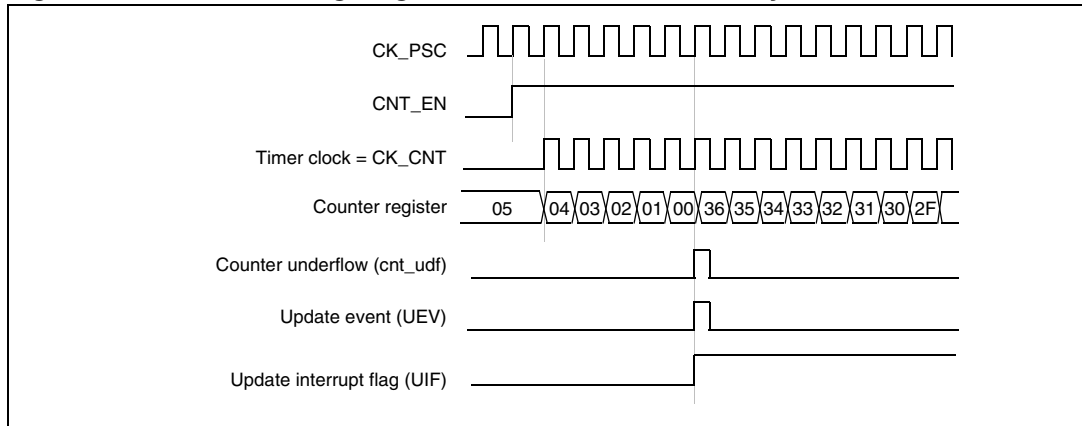 CK_PSC
CNT_EN
Timer clock = CK_CNT
Counter register 05 04 03 02 01 00 36 35 34 33 32 31 30 2F
Counter underflow (cnt_udf)
Update event (UEV)
Update interrupt flag (UIF)